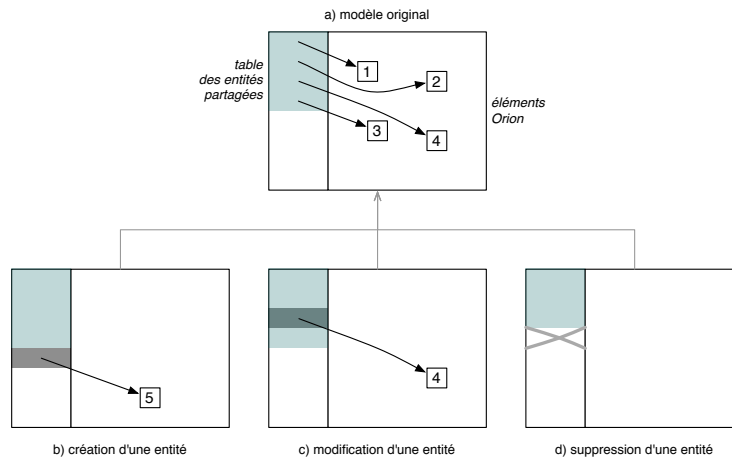 a) modèle original
table
des entités
partagées
1
2
3
4
éléments
Orion
5
4
b) création d'une entité
c) modification d'une entité
d) suppression d'une entité